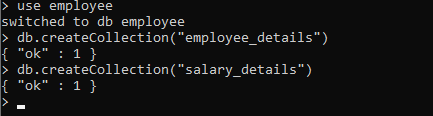 > use employee
switched to db employee
> db.createCollection("employee_details")
{ "ok" : 1 }
> db.createCollection("salary_details")
{ "ok" : 1 }
>